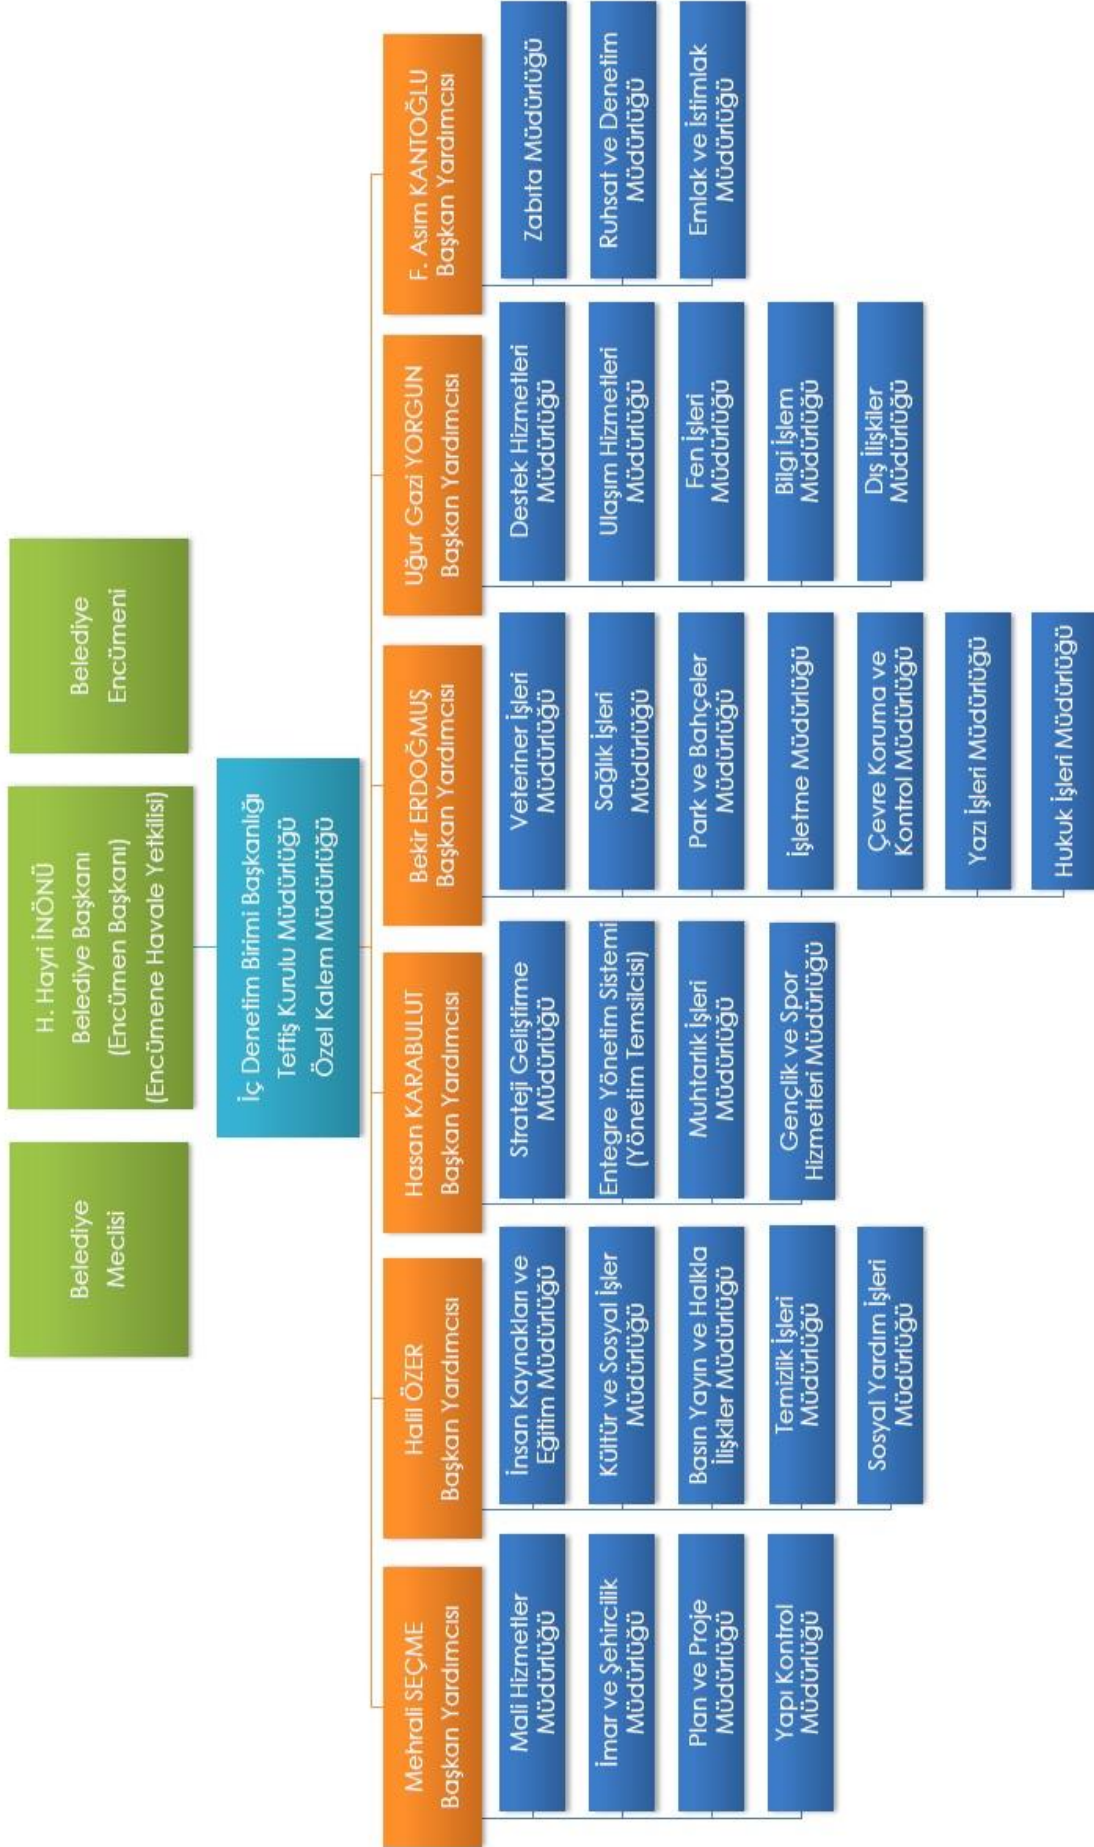 Belediye
Meclisi
H. Hayri İNÖNÜ
Belediye Başkanı
(Encümen Başkanı)
(Encümene Havale Yetkilisi)
Belediye
Encümeni
İç Denetim Birimi Başkanlığı
Teftiş Kurulu Müdürlüğü
Özel Kalem Müdürlüğü
Mehrali SEÇME
Başkan Yardımcısı
Mali Hizmetler
Müdürlüğü
İmar ve Şehircilik
Müdürlüğü
Plan ve Proje
Müdürlüğü
Yapı Kontrol
Müdürlüğü
Halil ÖZER
Başkan Yardımcısı
İnsan Kaynakları ve
Eğitim Müdürlüğü
Kültür ve Sosyal İşler
Müdürlüğü
Basın Yayın ve Halkla
İlişkiler Müdürlüğü
Temizlik İşleri
Müdürlüğü
Sosyal Yardım İşleri
Müdürlüğü
Hasan KARABULUT
Başkan Yardımcısı
Strateji Geliştirme
Müdürlüğü
Entegre Yönetim Sistemi
(Yönetim Temsilcisi)
Muhtarlık İşleri
Müdürlüğü
Gençlik ve Spor
Hizmetleri Müdürlüğü
Bekir ERDOĞMUŞ
Başkan Yardımcısı
Veteriner İşleri
Müdürlüğü
Sağlık İşleri
Müdürlüğü
Park ve Bahçeler
Müdürlüğü
İşletme Müdürlüğü
Çevre Koruma ve
Kontrol Müdürlüğü
Yazı İşleri Müdürlüğü
Hukuk İşleri Müdürlüğü
Uğur Gazi YORGUN
Başkan Yardımcısı
Destek Hizmetleri
Müdürlüğü
Ulaşım Hizmetleri
Müdürlüğü
Fen İşleri
Müdürlüğü
Bilgi İşlem
Müdürlüğü
Dış İlişkiler
Müdürlüğü
F. Asım KANTOĞLU
Başkan Yardımcısı
Zabıta Müdürlüğü
Ruhsat ve Denetim
Müdürlüğü
Emlak ve İstimlak
Müdürlüğü